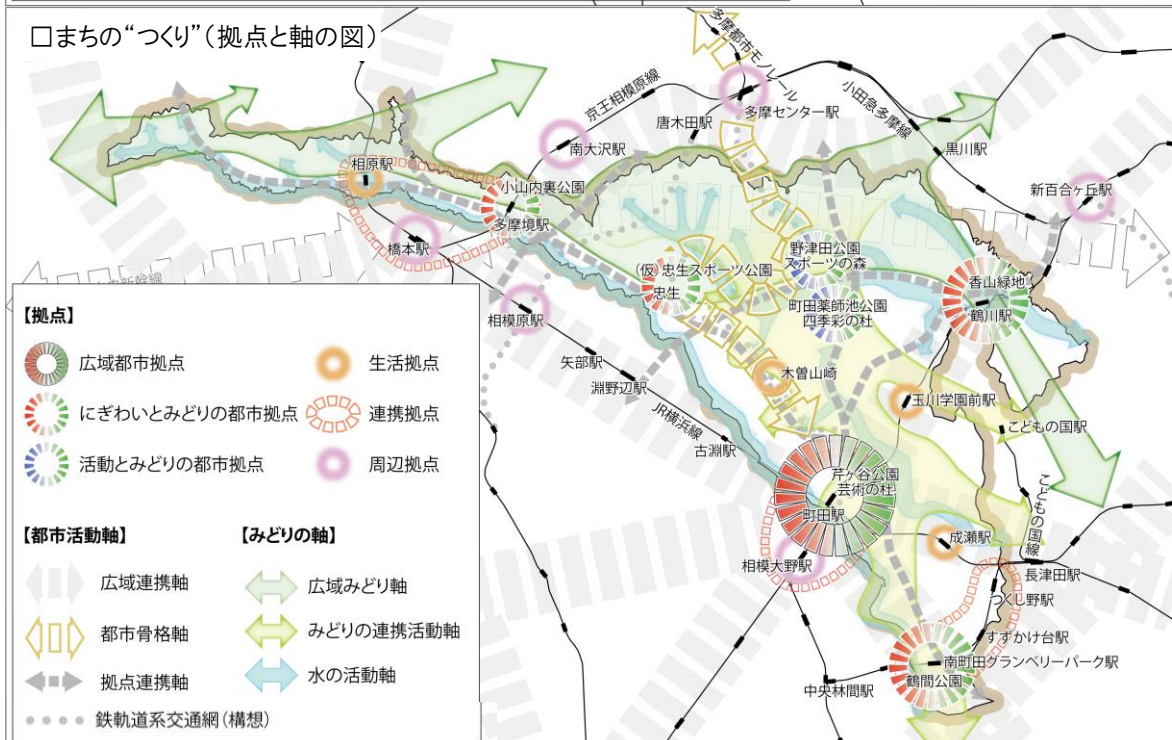 □まちの“つくり”（拠点と軸の図）
多摩都市モノレール
京王相模原線
小田急多摩線
多摩センター駅
唐木田駅
南大沢駅
黒川駅
相原駅
小山内裏公園
新百合ヶ丘駅
多摩境駅
橋本駅
野津田公園
スポーツの森
(仮)忠生スポーツ公園
忠生
香山緑地
鶴川駅
町田薬師池公園
四季彩の杜
相模原駅
矢部駅
淵野辺駅
木曽山崎
玉川学園前駅
こどもの国駅
JR横浜線
古淵駅
芹ヶ谷公園
芸術の杜
町田駅
こどもの国線
成瀬駅
相模大野駅
長津田駅
つくし野駅
すずかけ台駅
南町田グランベリーパーク駅
鶴間公園
中央林間駅
【拠点】
広域都市拠点
生活拠点
にぎわいとみどりの都市拠点
連携拠点
活動とみどりの都市拠点
周辺拠点
【都市活動軸】
【みどりの軸】
広域連携軸
広域みどり軸
都市骨格軸
みどりの連携活動軸
拠点連携軸
水の活動軸
鉄軌道系交通網（構想）